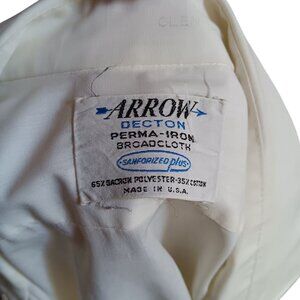 ARROW
DECTON
PERMA-IRON
BROADCLOTH
SANFORIZED plus
65% DACRON POLYESTER-35% COTTON
MADE IN U.S.A.